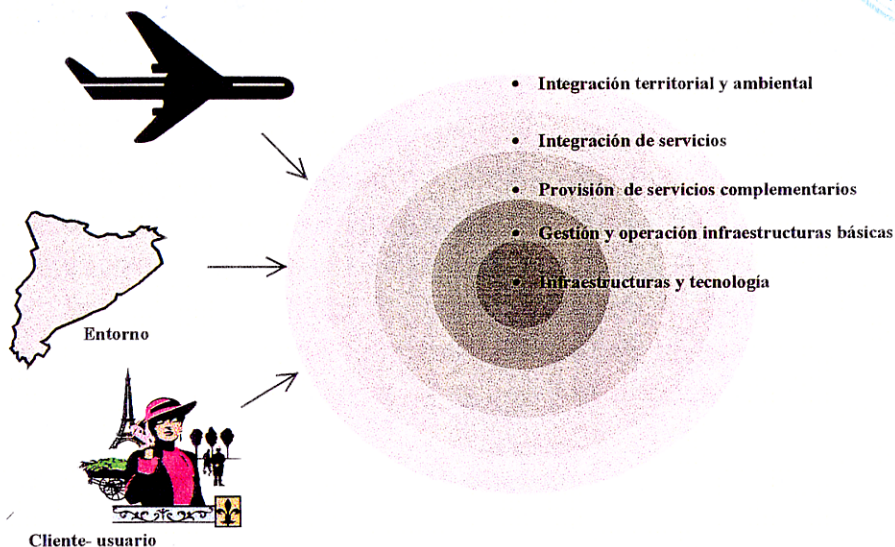 Integración territorial y ambiental
Integración de servicios
Provisión de servicios complementarios
Gestión y operación infraestructuras básicas
Infraestructuras y tecnología
Entorno
Cliente- usuario